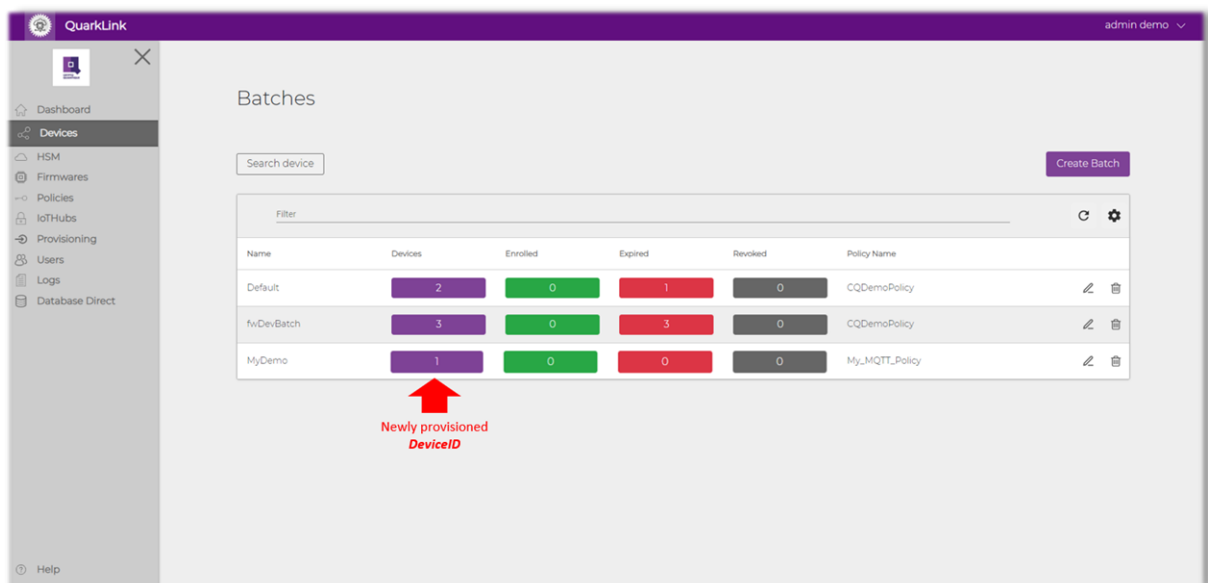 QuarkLink
admin demo
Dashboard
Devices
HSM
Firmwares
Policies
IoTHubs
Provisioning
Users
Logs
Database Direct
Help
Batches
Search device
Create Batch
Filter
Name Devices Enrolled Expired Revoked Policy Name
Default 2 0 1 0 CQDemoPolicy
fwDevBatch 3 0 3 0 CQDemoPolicy
MyDemo 1 0 0 0 My_MQTT_Policy
Newly provisioned
DeviceID